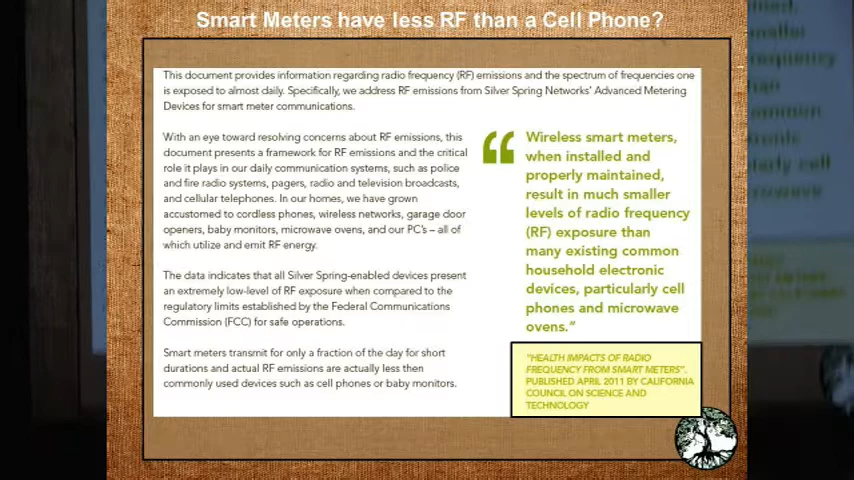 Smart Meters have less RF than a Cell Phone?
This document provides information regarding radio frequency (RF) emissions and the spectrum of frequencies one
is exposed to almost daily. Specifically, we address RF emissions from Silver Spring Networks' Advanced Metering
Devices for smart meter communications.
With an eye toward resolving concerns about RF emissions, this
document presents a framework for RF emissions and the critical
role it plays in our daily communication systems, such as police
and fire radio systems, pagers, radio and television broadcasts,
and cellular telephones. In our homes, we have grown
accustomed to cordless phones, wireless networks, garage door
openers, baby monitors, microwave ovens, and our PC's – all of
which utilize and emit RF energy.
The data indicates that all Silver Spring-enabled devices present
an extremely low-level of RF exposure when compared to the
regulatory limits established by the Federal Communications
Commission (FCC) for safe operations.
Smart meters transmit for only a fraction of the day for short
durations and actual RF emissions are actually less then
commonly used devices such as cell phones or baby monitors.
“ Wireless smart meters,
when installed and
properly maintained,
result in much smaller
levels of radio frequency
(RF) exposure than
many existing common
household electronic
devices, particularly cell
phones and microwave
ovens.”
"HEALTH IMPACTS OF RADIO
FREQUENCY FROM SMART METERS".
PUBLISHED APRIL 2011 BY CALIFORNIA
COUNCIL ON SCIENCE AND
TECHNOLOGY